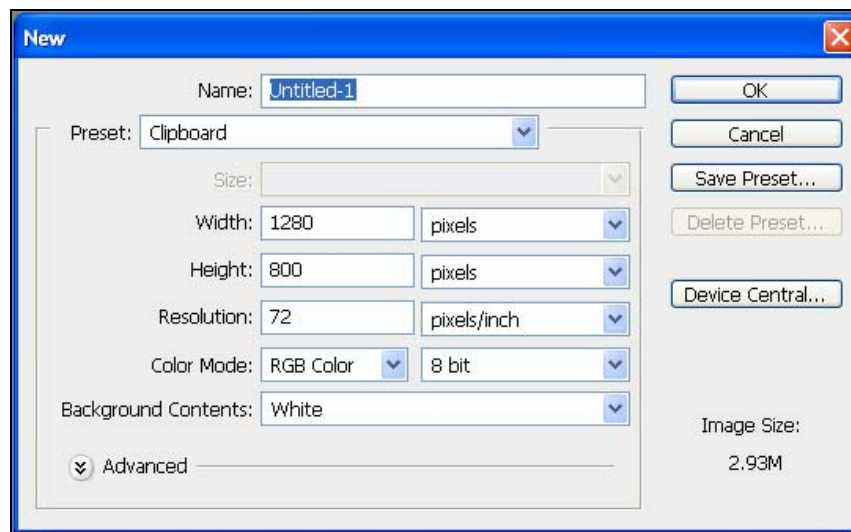 New
Name: Untitled-1
OK
Preset: Clipboard
Cancel
Size:
Save Preset...
Width: 1280 pixels
Delete Preset...
Height: 800 pixels
Device Central...
Resolution: 72 pixels/inch
Color Mode: RGB Color 8 bit
Background Contents: White
Image Size:
Advanced
2.93M